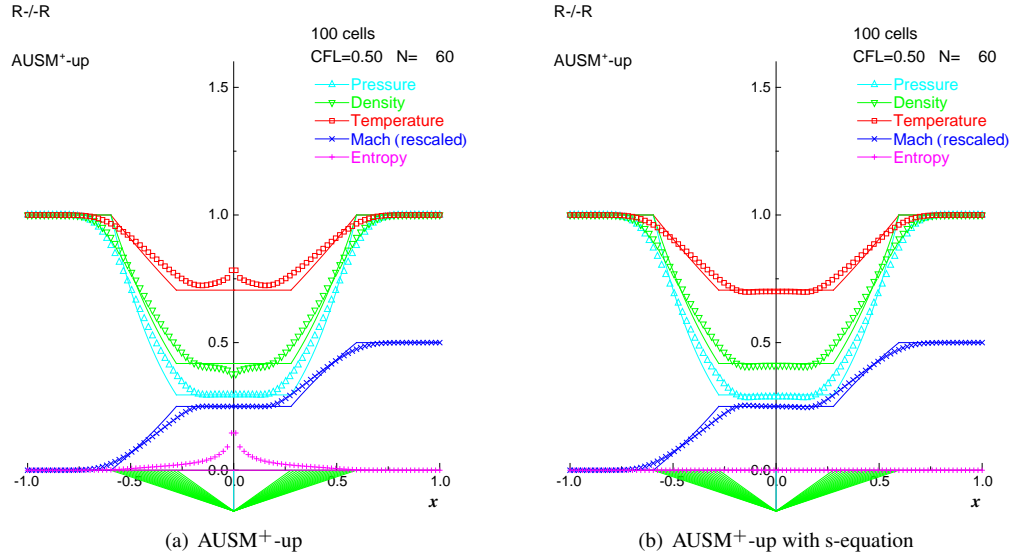 R-/-R
AUSM⁺-up
100 cells
CFL=0.50 N= 60
Pressure
Density
Temperature
Mach (rescaled)
Entropy
1.5
1.0
0.5
0.0
-1.0 -0.5 0.0 0.5 1.0
x
(a) AUSM⁺-up
R-/-R
AUSM⁺-up
100 cells
CFL=0.50 N= 60
Pressure
Density
Temperature
Mach (rescaled)
Entropy
1.5
1.0
0.5
0.0
-1.0 -0.5 0.0 0.5 1.0
x
(b) AUSM⁺-up with s-equation